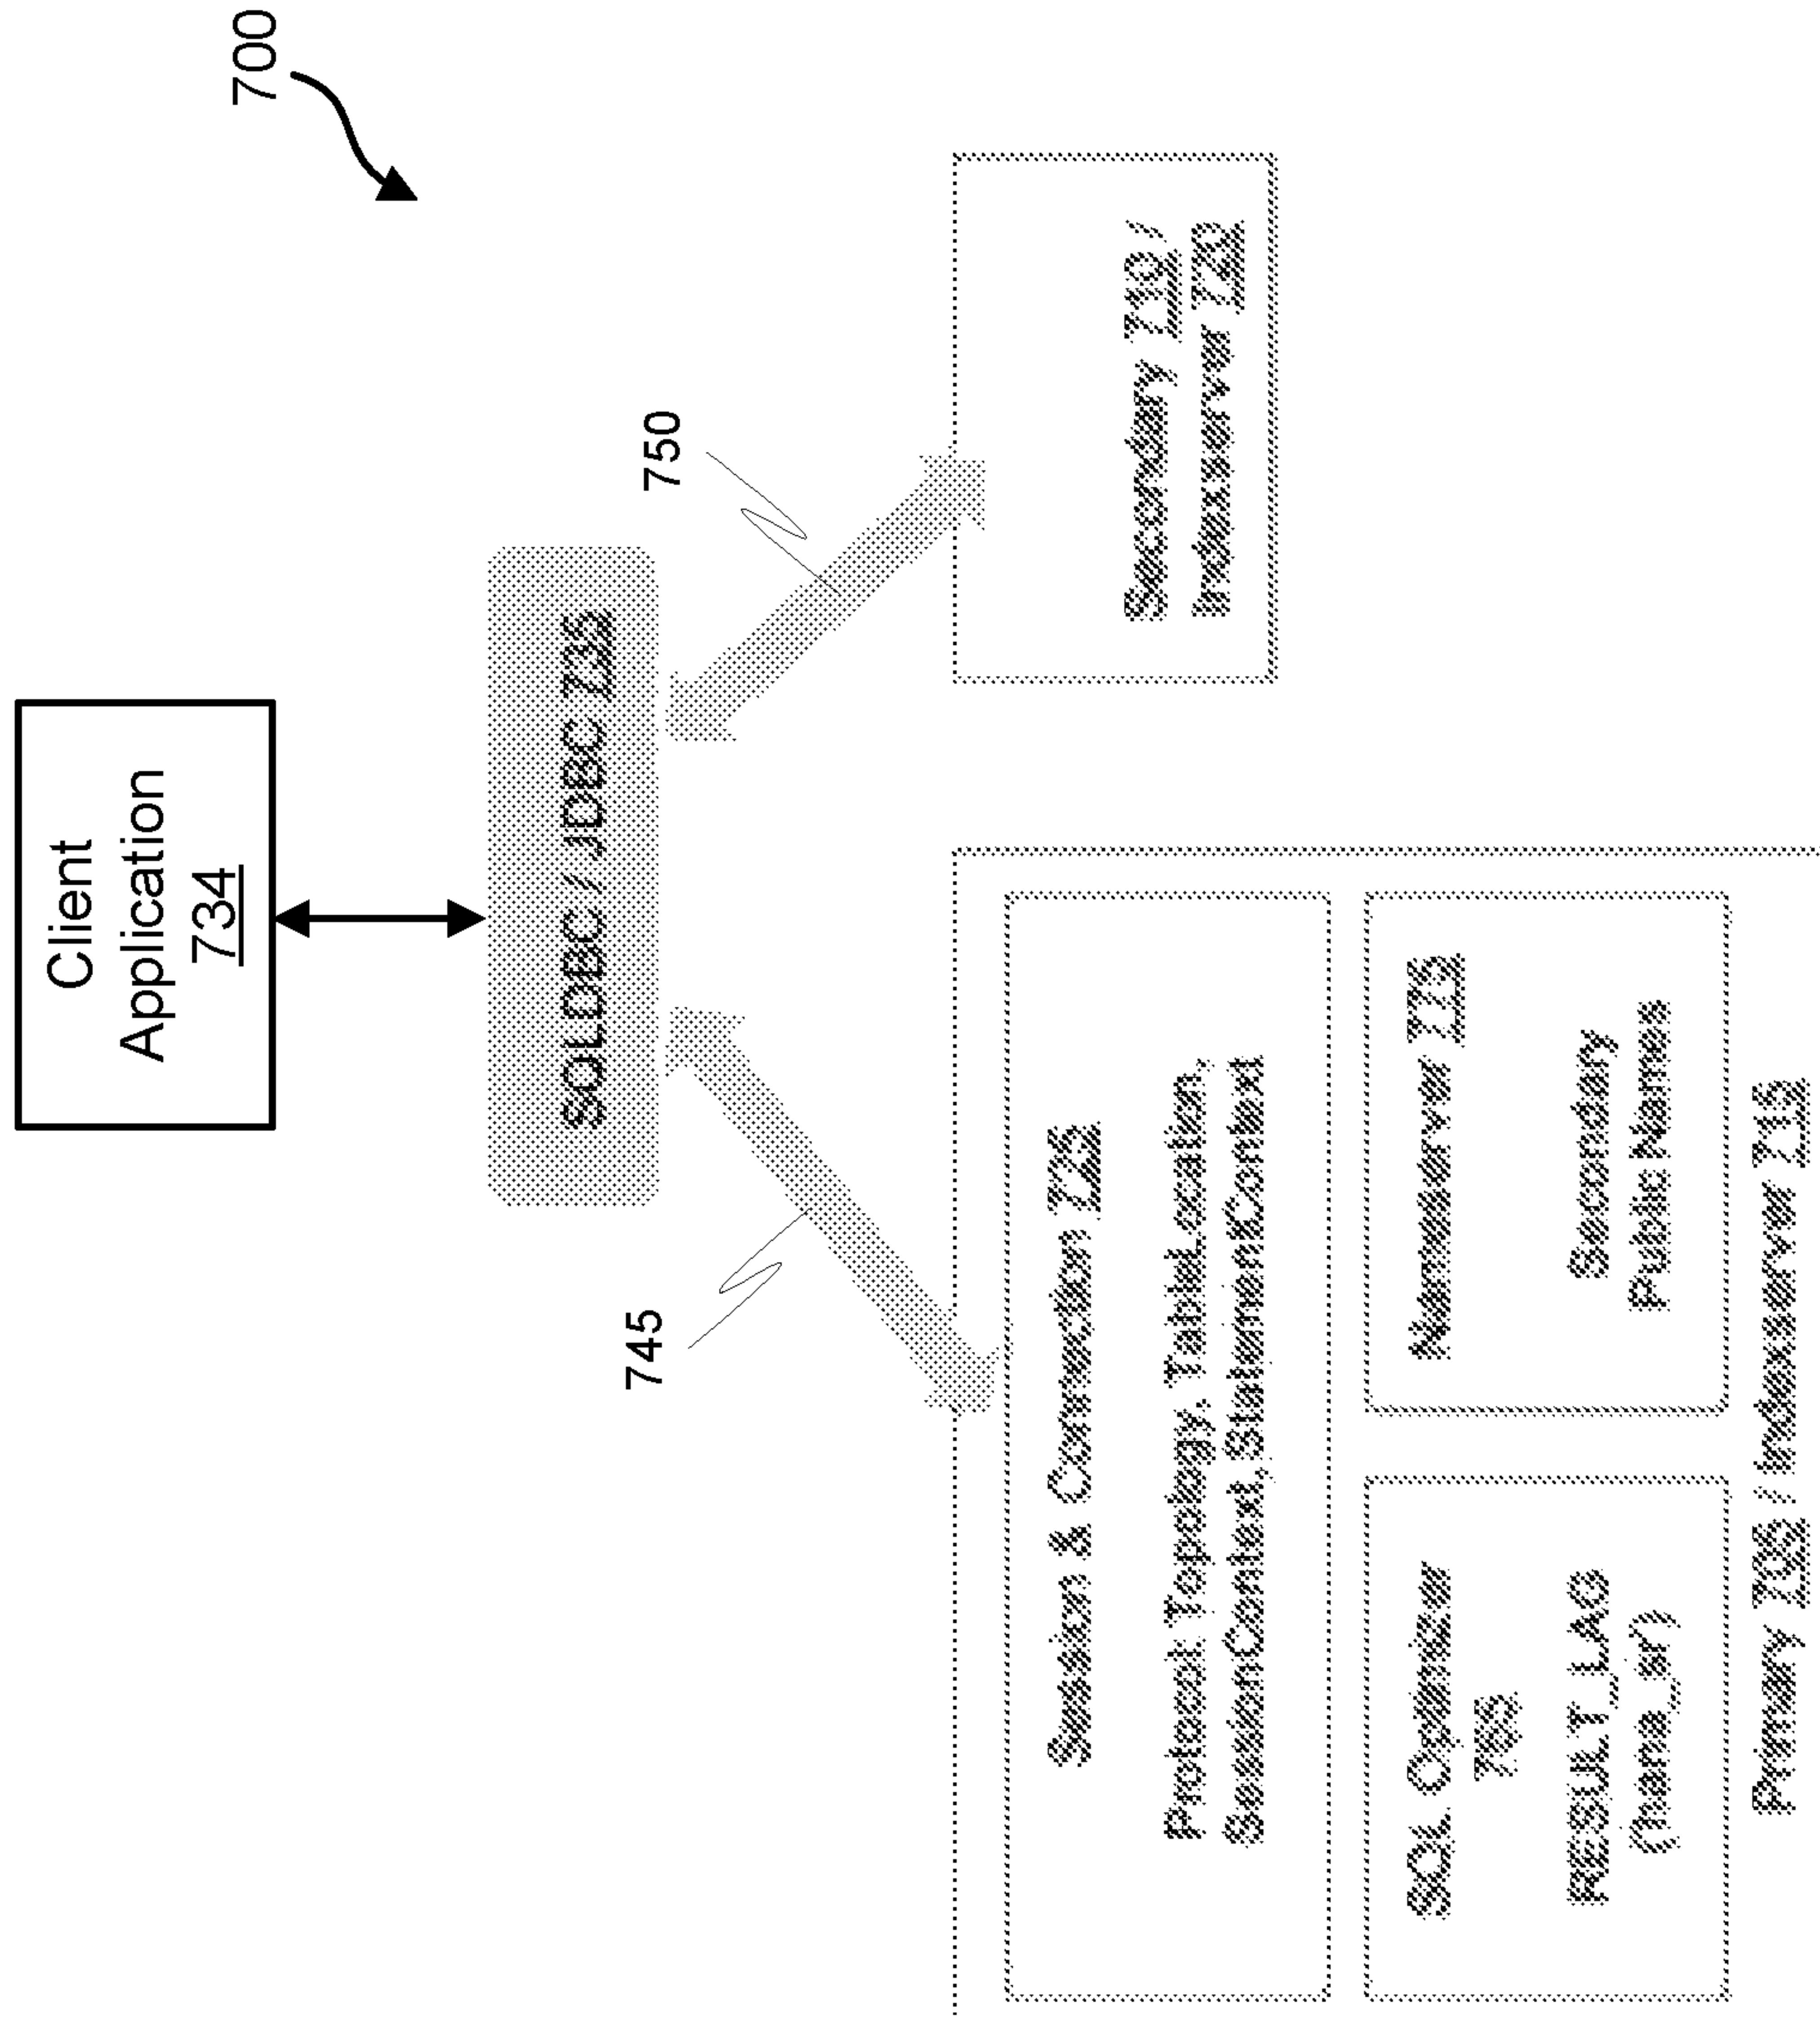 700
Client
Application
734
SQLDBC / JDBC 735
745
750
Session & Connection 725
Protocol: Topology, TableLocation,
SessionContext, StatementContext
SQL Optimizer
765
RESULT_LAG
('hana_sr')
Nameserver 775
Secondary
Public Names
Primary 705 / Indexserver 715
Secondary 710 /
Indexserver 720